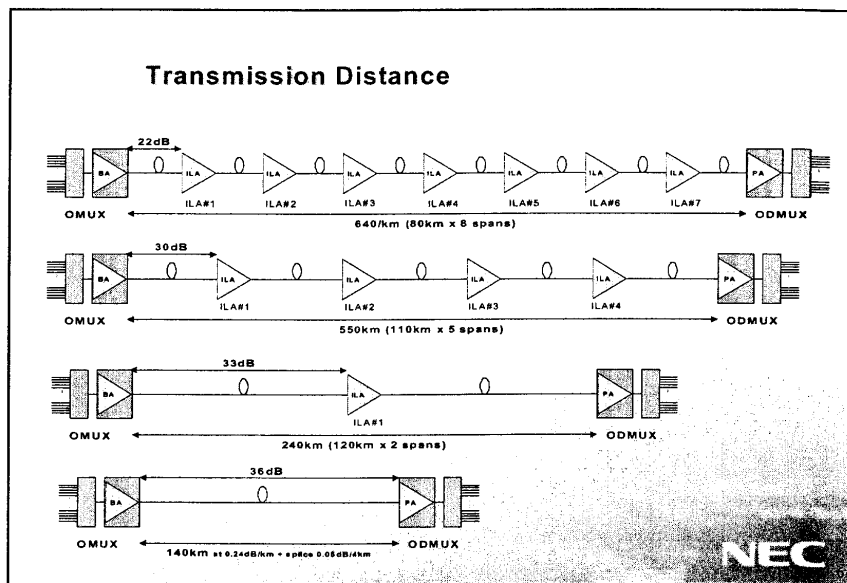 Transmission Distance
22dB
BA ILA ILA ILA ILA ILA ILA ILA PA
ILA#1 ILA#2 ILA#3 ILA#4 ILA#5 ILA#6 ILA#7
OMUX ODMUX
640/km (80km x 8 spans)
30dB
BA ILA ILA ILA ILA PA
ILA#1 ILA#2 ILA#3 ILA#4
OMUX ODMUX
550km (110km x 5 spans)
33dB
BA ILA PA
ILA#1
OMUX ODMUX
240km (120km x 2 spans)
36dB
BA PA
OMUX ODMUX
140km at 0.24dB/km + splice 0.05dB/4km
NEC